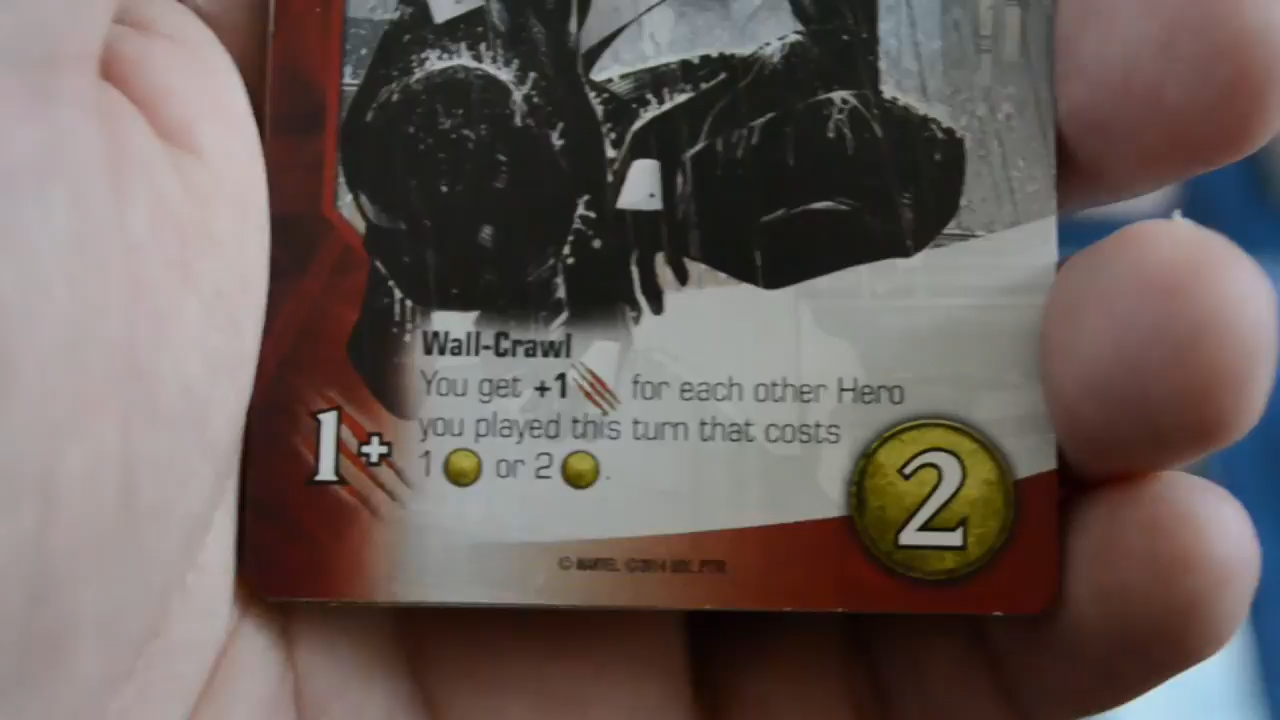 Wall-Crawl
You get +1 for each other Hero
you played this turn that costs
1 or 2 .
1+
2